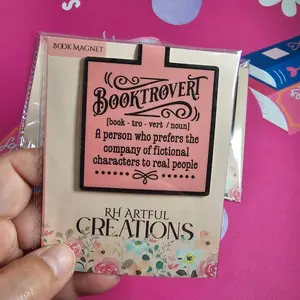 BOOK MAGNET
BOOKTROVERT
[book - tro - vert / noun]
A person who prefers the
company of fictional
characters to real people
RH ARTFUL
CREATIONS